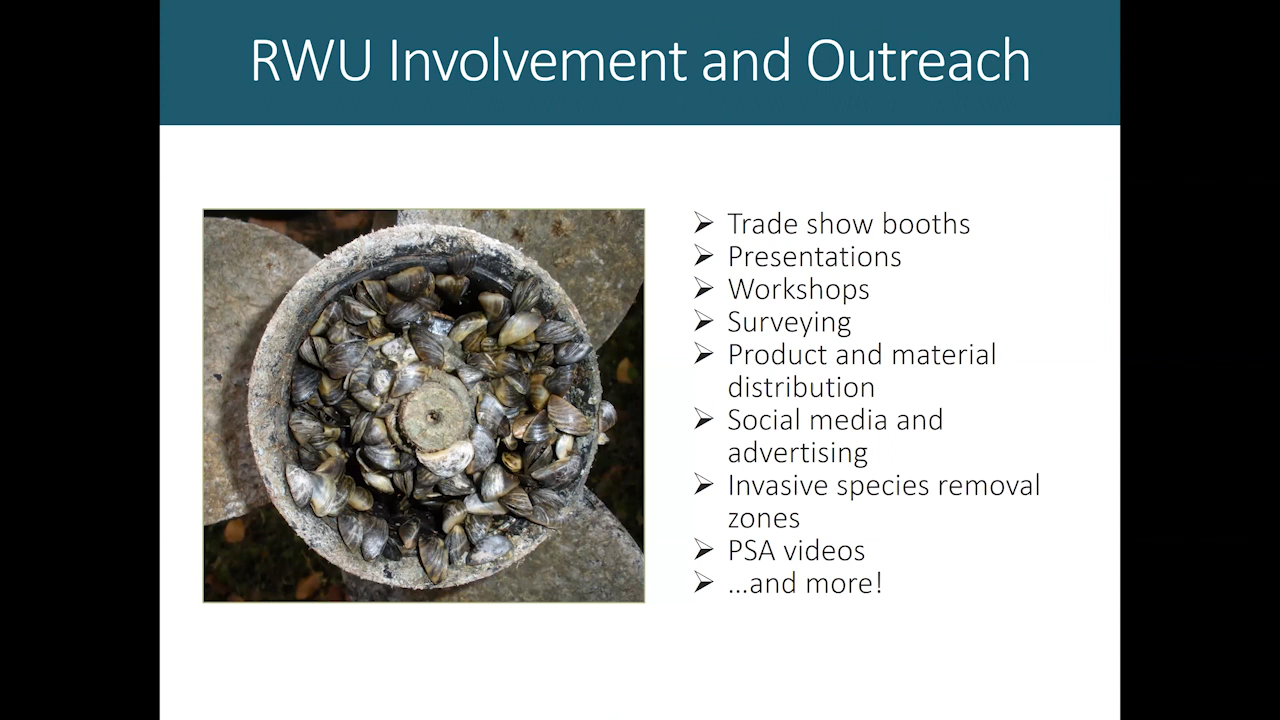 RWU Involvement and Outreach
Trade show booths
Presentations
Workshops
Surveying
Product and material
distribution
Social media and
advertising
Invasive species removal
zones
PSA videos
...and more!